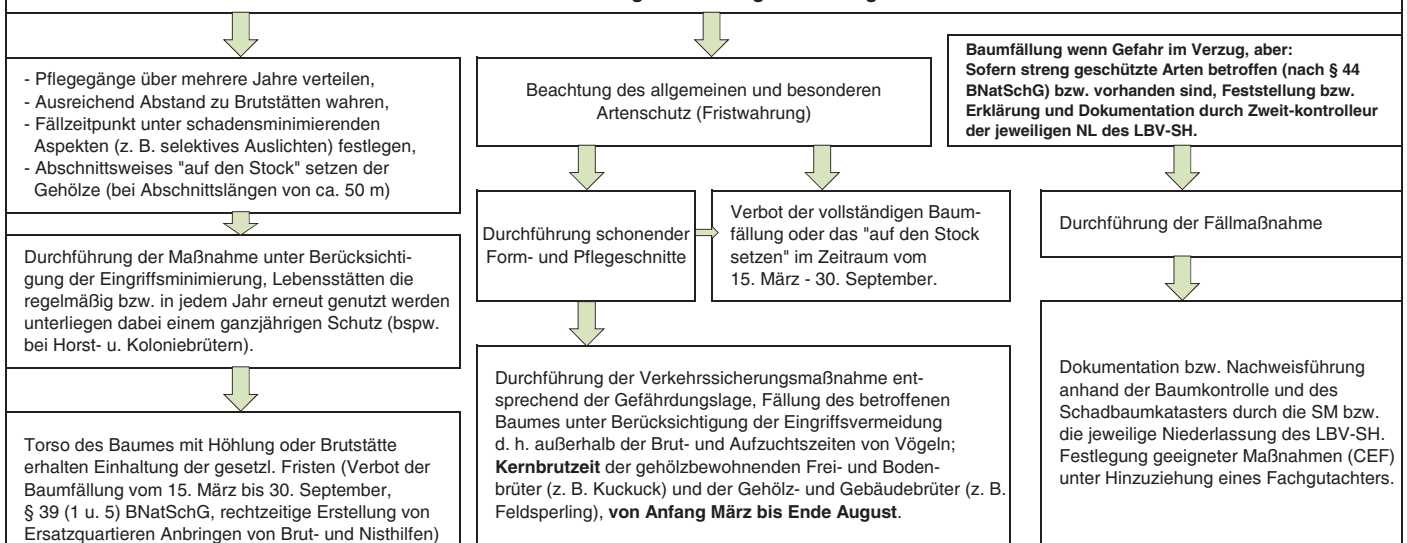 - Pflegegänge über mehrere Jahre verteilen,
- Ausreichend Abstand zu Brutstätten wahren,
- Fällzeitpunkt unter schadensminimierenden
Aspekten (z. B. selektives Auslichten) festlegen,
- Abschnittsweises "auf den Stock" setzen der
Gehölze (bei Abschnittslängen von ca. 50 m)
Durchführung der Maßnahme unter Berücksichti-
gung der Eingriffsminimierung, Lebensstätten die
regelmäßig bzw. in jedem Jahr erneut genutzt werden
unterliegen dabei einem ganzjährigen Schutz (bspw.
bei Horst- u. Koloniebrütern).
Torso des Baumes mit Höhlung oder Brutstätte
erhalten Einhaltung der gesetzl. Fristen (Verbot der
Baumfällung vom 15. März bis 30. September,
§ 39 (1 u. 5) BNatSchG, rechtzeitige Erstellung von
Ersatzquartieren Anbringen von Brut- und Nisthilfen)
Beachtung des allgemeinen und besonderen
Artenschutz (Fristwahrung)
Durchführung schonender
Form- und Pflegeschnitte
Verbot der vollständigen Baum-
fällung oder das "auf den Stock
setzen" im Zeitraum vom
15. März - 30. September.
Durchführung der Verkehrssicherungsmaßnahme ent-
sprechend der Gefährdungslage, Fällung des betroffenen
Baumes unter Berücksichtigung der Eingriffsvermeidung
d. h. außerhalb der Brut- und Aufzuchtszeiten von Vögeln;
Kernbrutzeit der gehölzbewohnenden Frei- und Boden-
brüter (z. B. Kuckuck) und der Gehölz- und Gebäudebrüter (z. B.
Feldsperling), von Anfang März bis Ende August.
Baumfällung wenn Gefahr im Verzug, aber:
Sofern streng geschützte Arten betroffen (nach § 44
BNatSchG) bzw. vorhanden sind, Feststellung bzw.
Erklärung und Dokumentation durch Zweit-kontrolleur
der jeweiligen NL des LBV-SH.
Durchführung der Fällmaßnahme
Dokumentation bzw. Nachweisführung
anhand der Baumkontrolle und des
Schadbaumkatasters durch die SM bzw.
die jeweilige Niederlassung des LBV-SH.
Festlegung geeigneter Maßnahmen (CEF)
unter Hinzuziehung eines Fachgutachters.